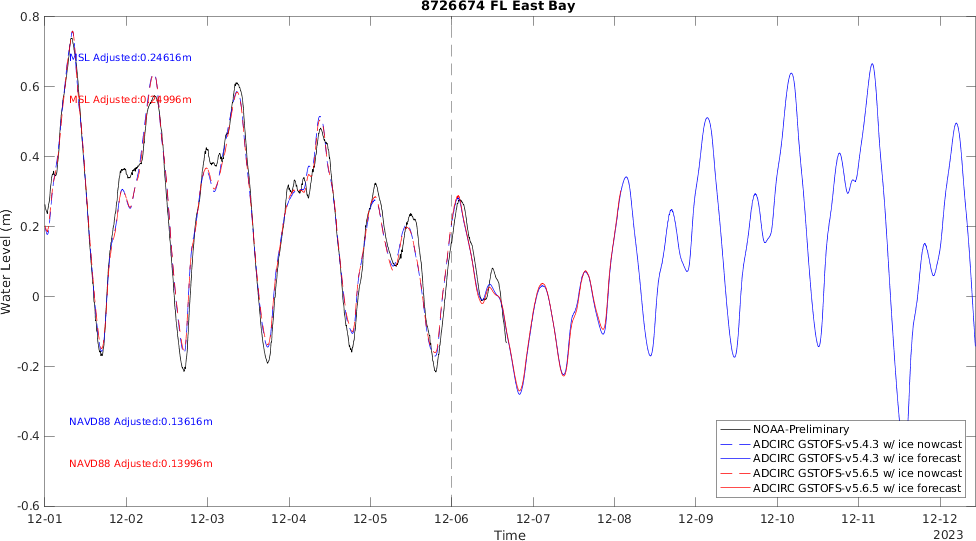 8726674 FL East Bay
0.8
0.6
0.4
0.2
0
-0.2
-0.4
-0.6
Water Level (m)
MSL Adjusted:0.24616m
MSL Adjusted:0.24996m
NAVD88 Adjusted:0.13616m
NAVD88 Adjusted:0.13996m
NOAA-Preliminary
ADCIRC GSTOFS-v5.4.3 w/ ice nowcast
ADCIRC GSTOFS-v5.4.3 w/ ice forecast
ADCIRC GSTOFS-v5.6.5 w/ ice nowcast
ADCIRC GSTOFS-v5.6.5 w/ ice forecast
12-01 12-02 12-03 12-04 12-05 12-06 12-07 12-08 12-09 12-10 12-11 12-12
Time
2023